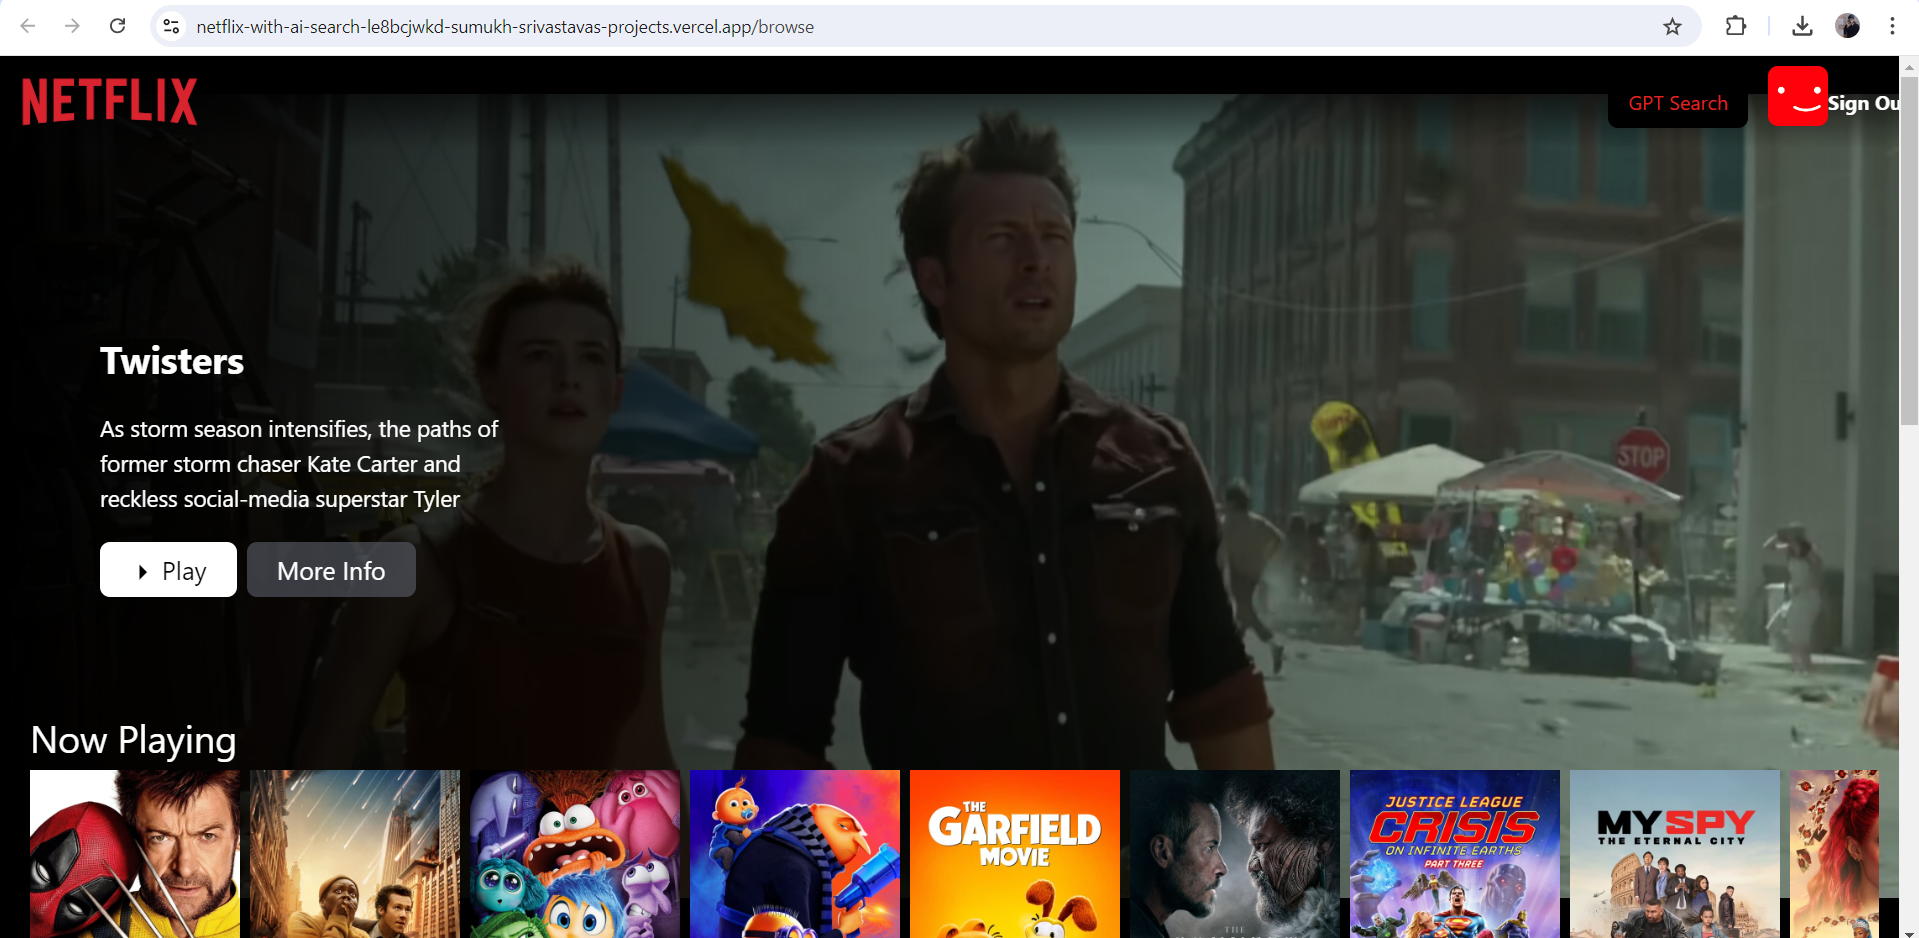 netflix-with-ai-search-le8bcjwkd-sumukh-srivastavas-projects.vercel.app/browse
NETFLIX
GPT Search
Sign Ou
STOP
Twisters
As storm season intensifies, the paths of
former storm chaser Kate Carter and
reckless social-media superstar Tyler
Play
More Info
Now Playing
THE
GARFIELD
MOVIE
THE
JUSTICE LEAGUE
CRISIS
ON INFINITE EARTHS
PART THREE
MY SPY
THE ETERNAL CITY